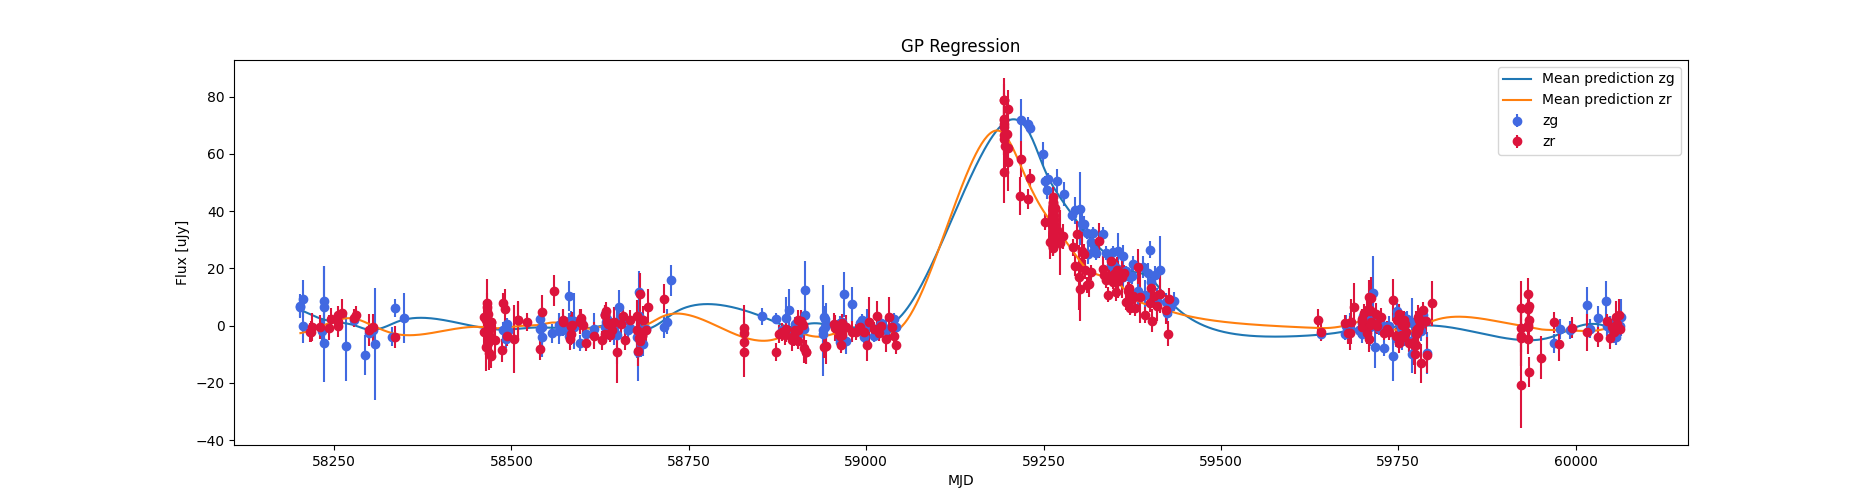 GP Regression
Mean prediction zg
Mean prediction zr
zg
zr
Flux [uJy]
80
60
40
20
0
−20
−40
58250 58500 58750 59000 59250 59500 59750 60000
MJD